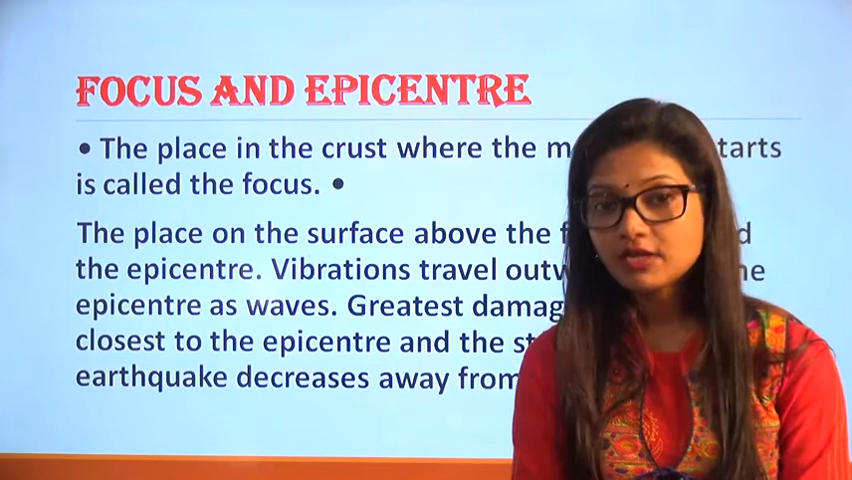 FOCUS AND EPICENTRE
• The place in the crust where the m tarts
is called the focus. •
The place on the surface above the f d
the epicentre. Vibrations travel outw he
epicentre as waves. Greatest damag
closest to the epicentre and the st
earthquake decreases away from